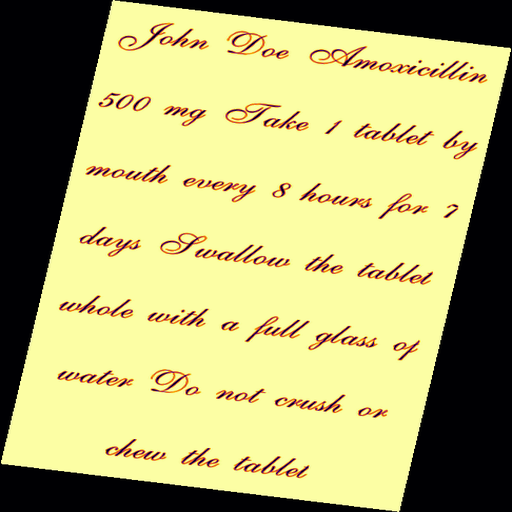 John Doe Amoxicillin
500 mg Take 1 tablet by
mouth every 8 hours for 7
days Swallow the tablet
whole with a full glass of
water Do not crush or
chew the tablet